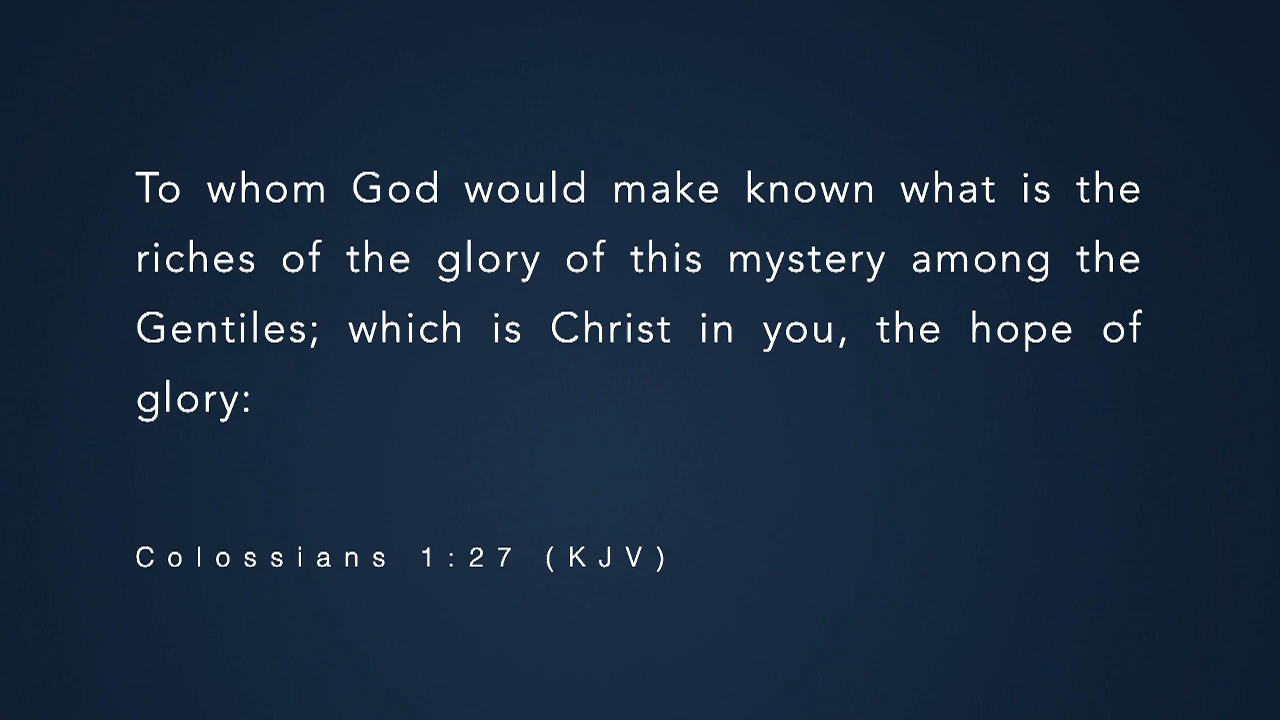 To whom God would make known what is the
riches of the glory of this mystery among the
Gentiles; which is Christ in you, the hope of
glory:
Colossians 1:27 (KJV)